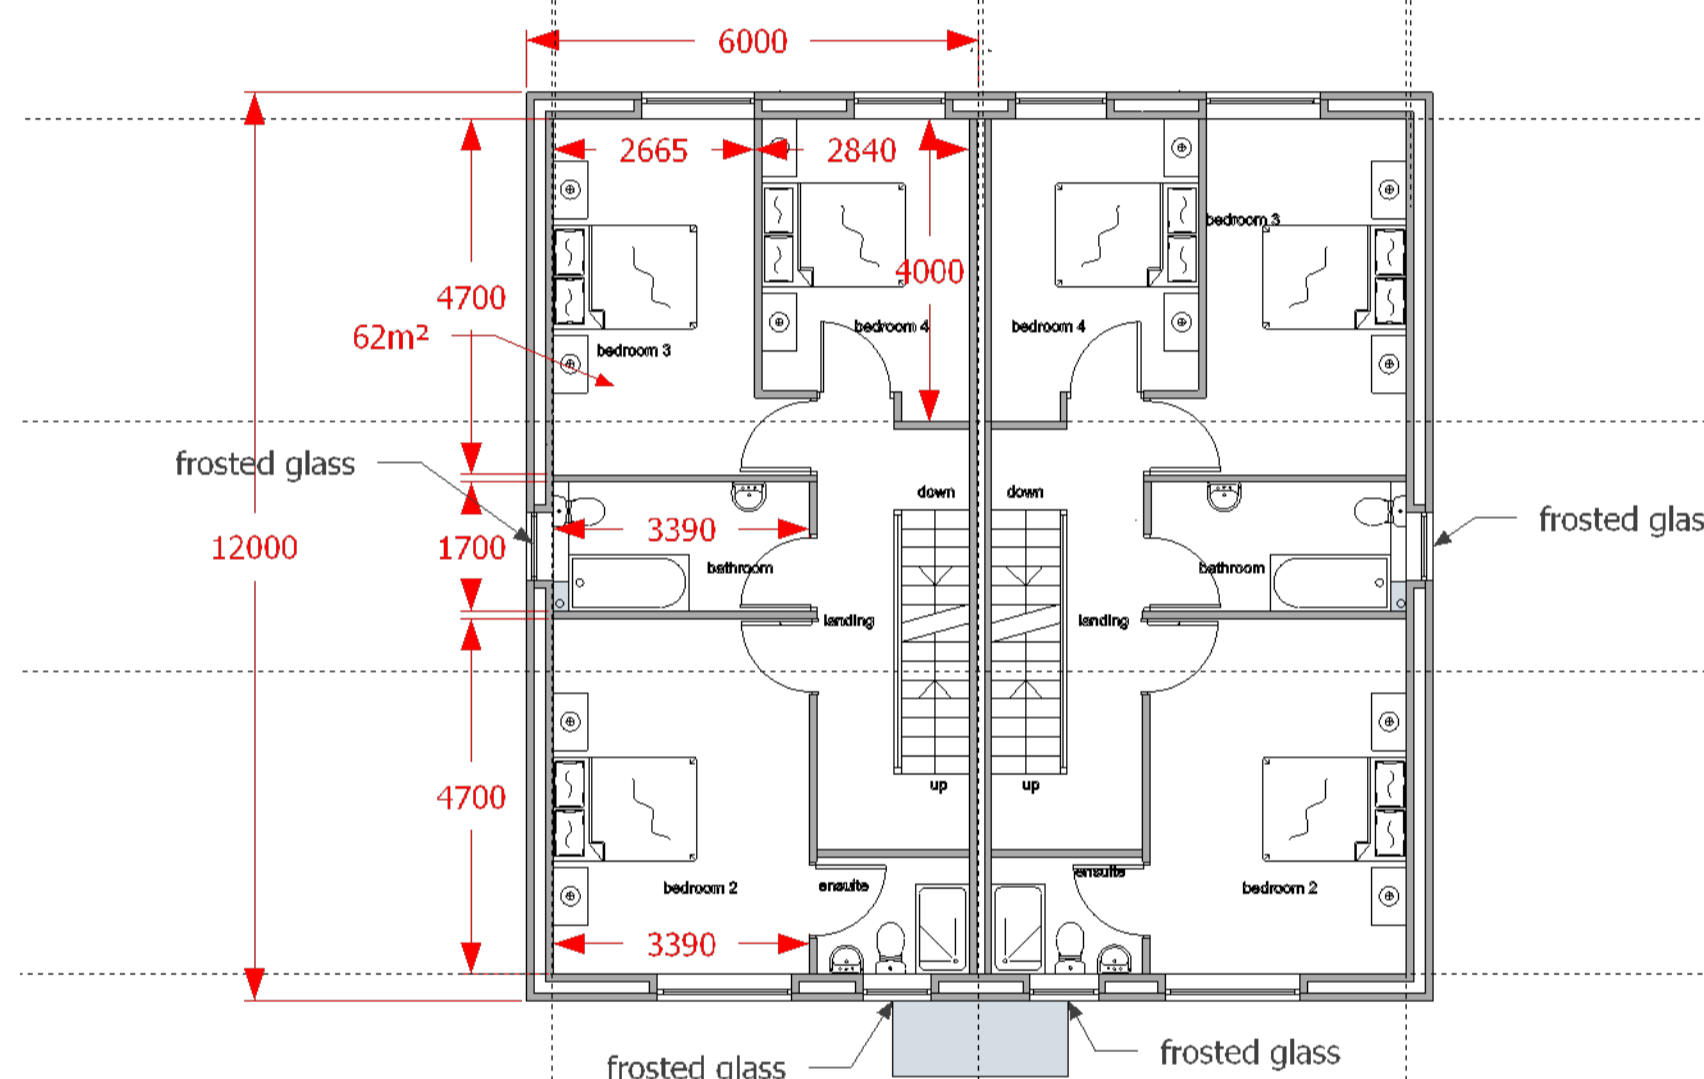 6000
2665
2840
bedroom 3
4000
4700
62m²
bedroom 3
bedroom 4
bedroom 4
frosted glass
down
down
frosted glas
12000
1700
3390
bathroom
bathroom
landing
landing
4700
up
up
bedroom 2
ensuite
ensuite
bedroom 2
3390
frosted glass
frosted glass